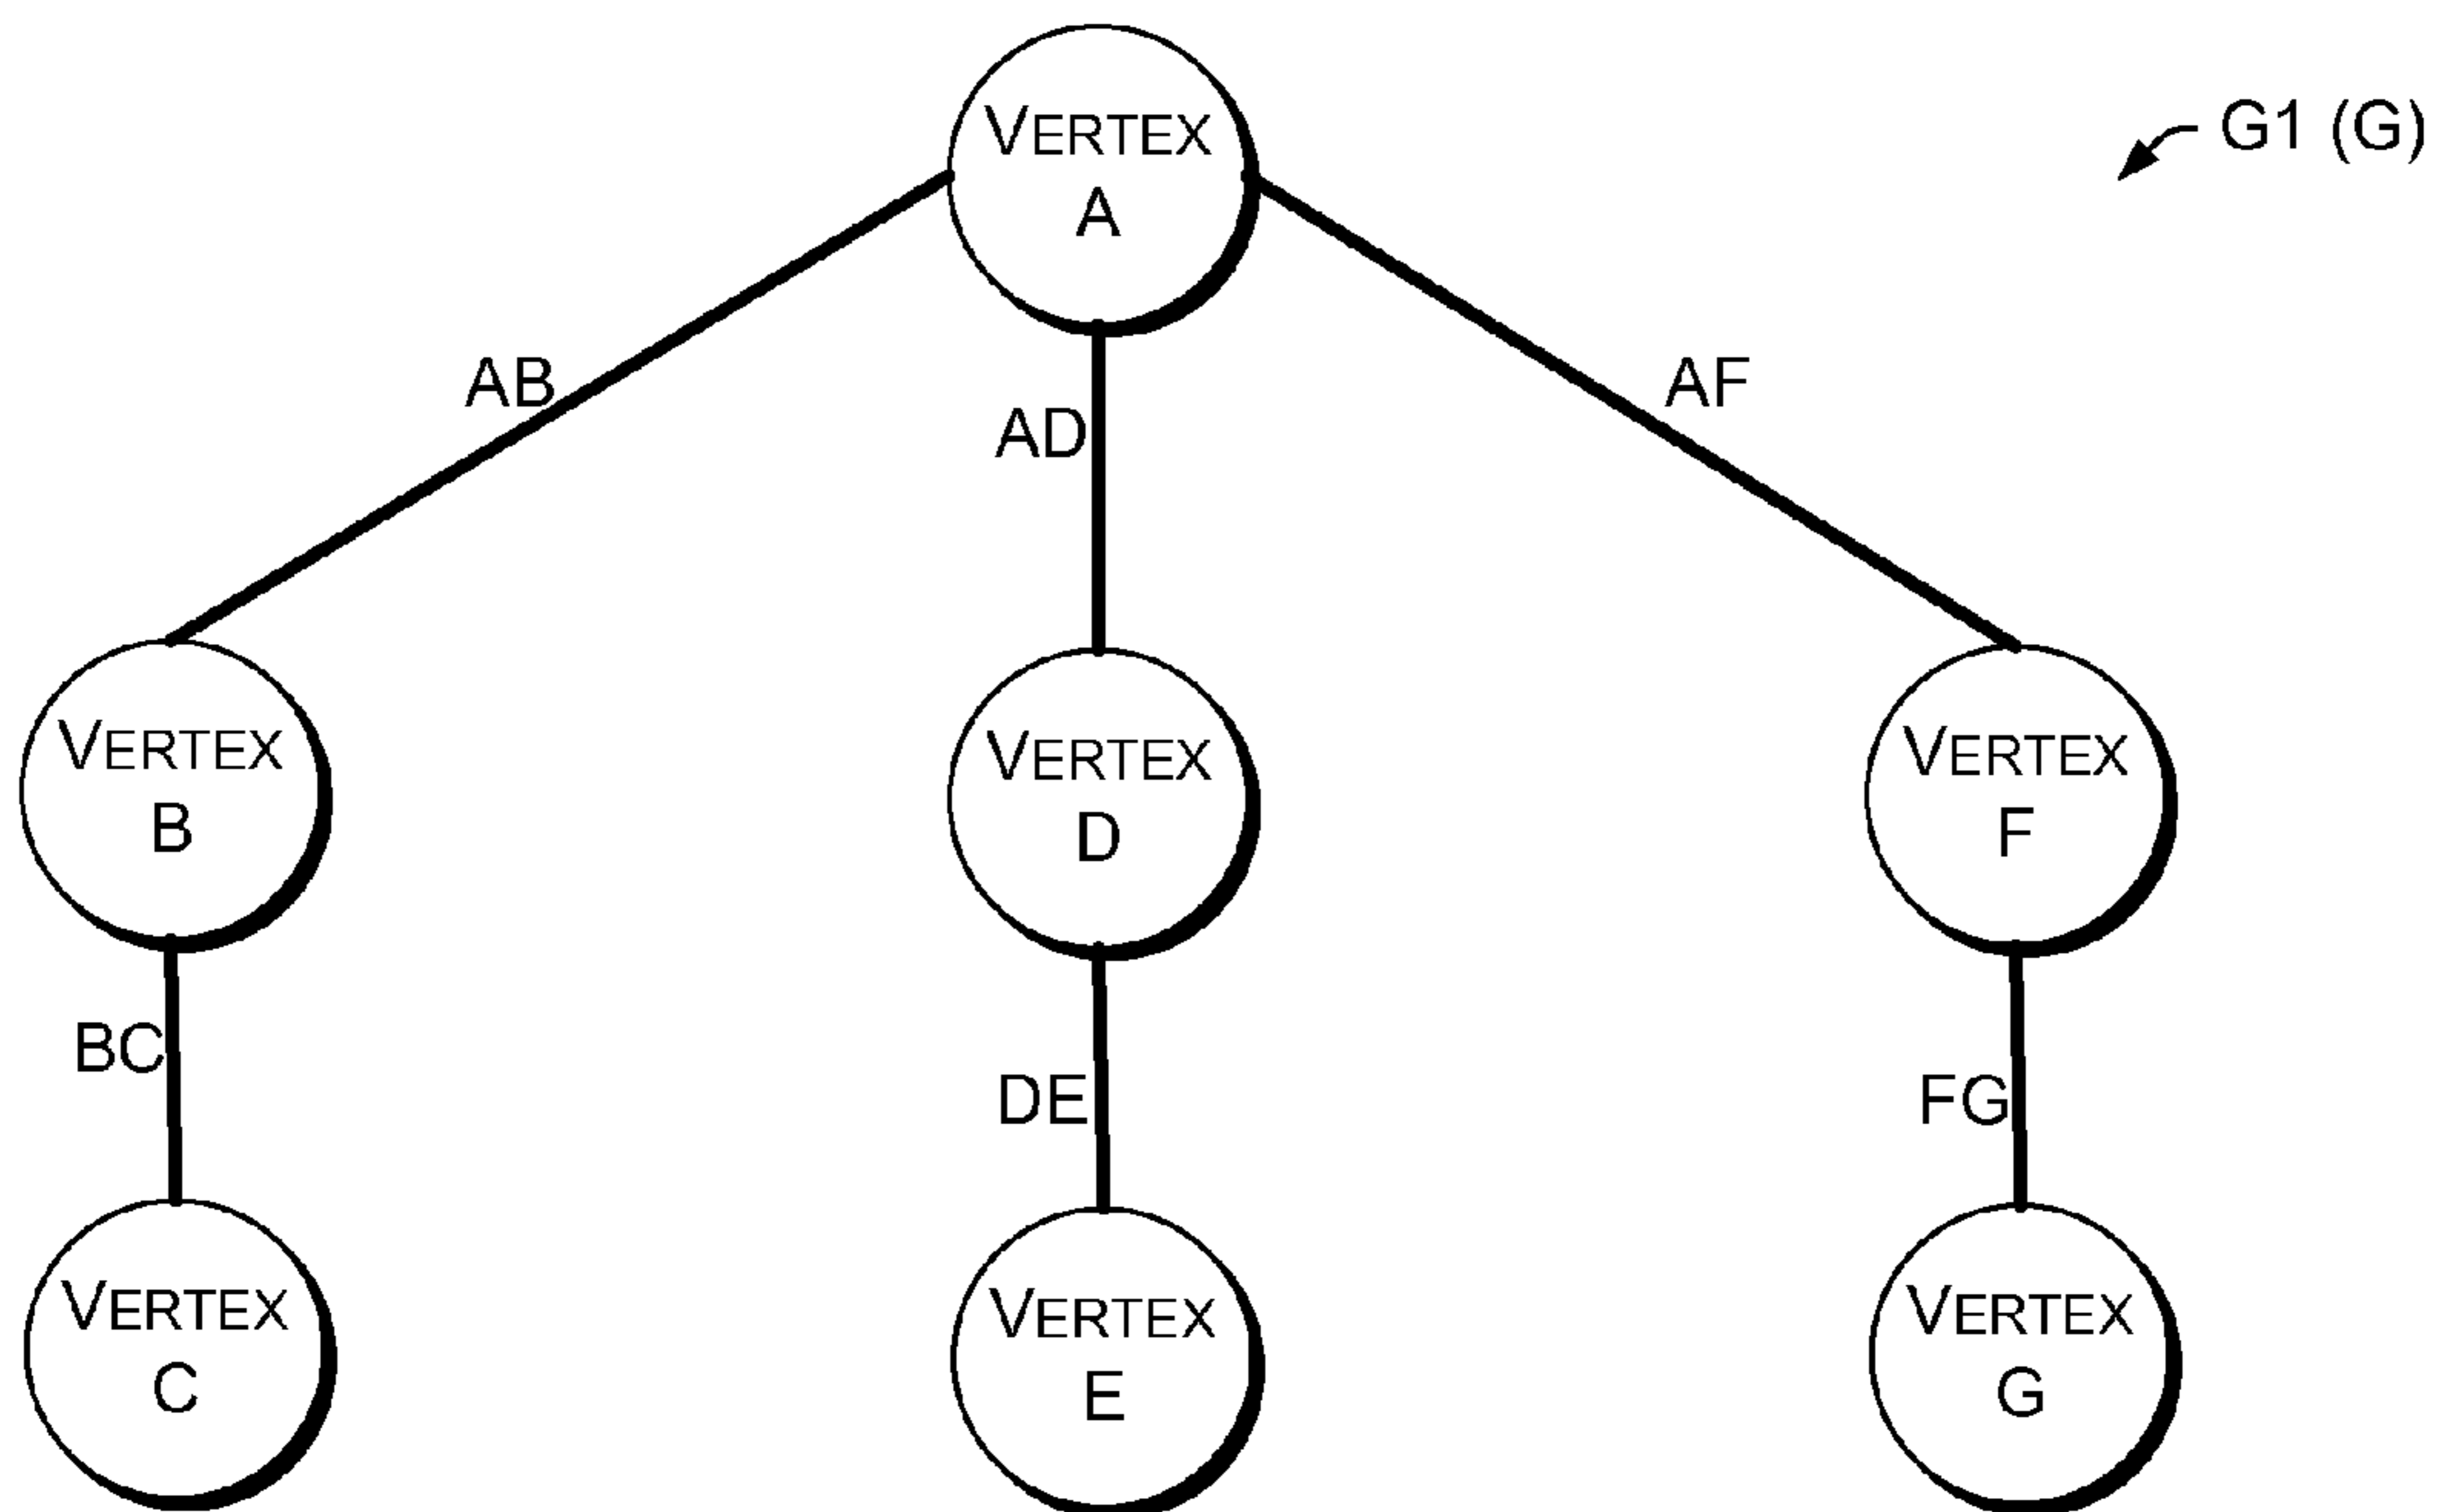 VERTEX
A
G1 (G)
AB
AD
AF
VERTEX
B
VERTEX
D
VERTEX
F
BC
DE
FG
VERTEX
C
VERTEX
E
VERTEX
G